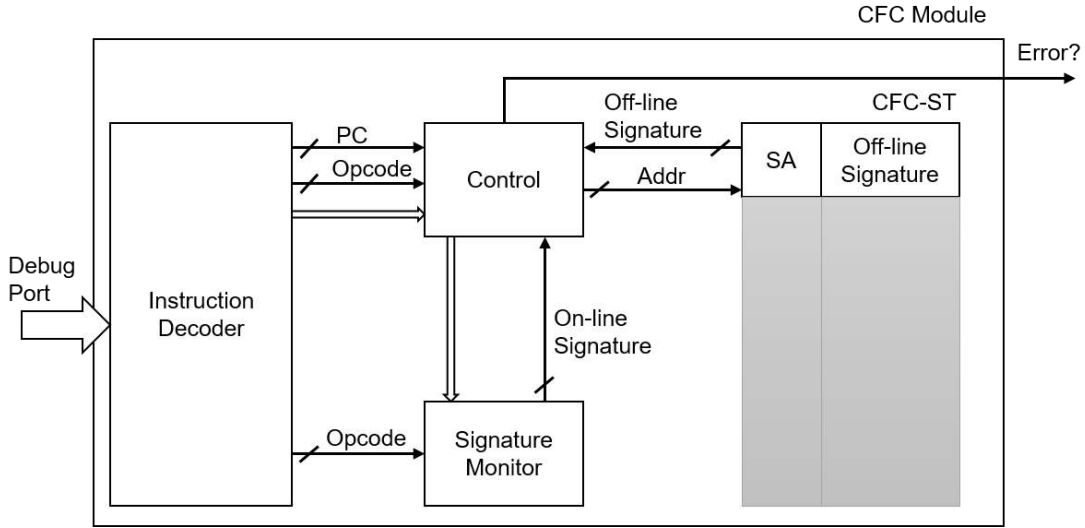 CFC Module
Error?
CFC-ST
Off-line
Signature
PC
Opcode
Control
Addr
SA
Off-line
Signature
Debug
Port
Instruction
Decoder
On-line
Signature
Opcode
Signature
Monitor